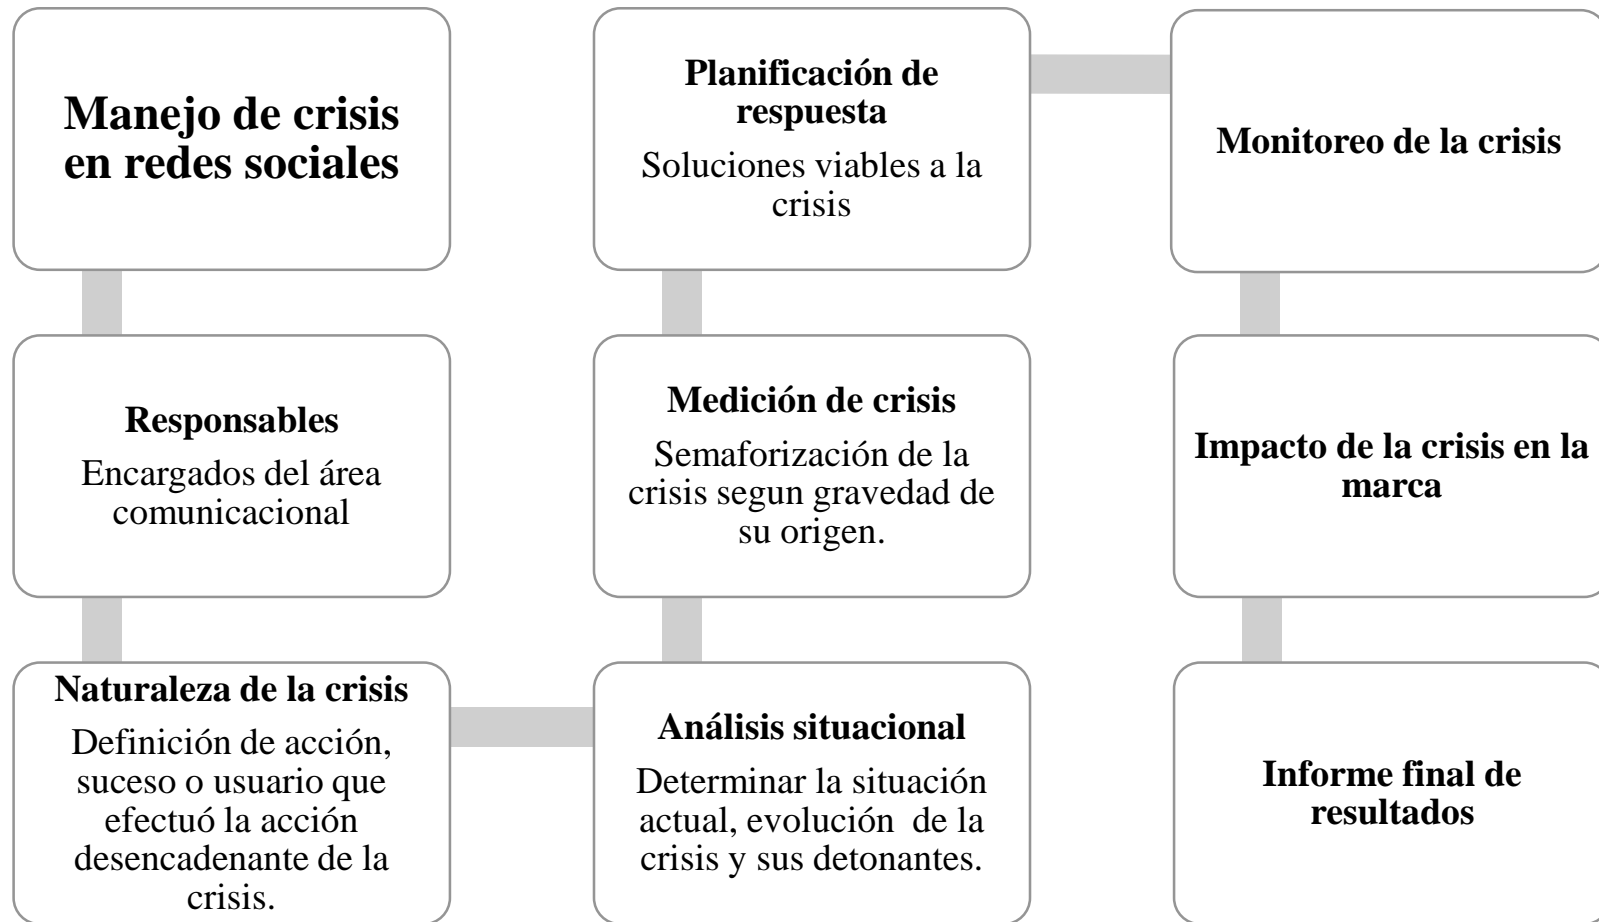 Manejo de crisis
en redes sociales
Responsables
Encargados del área
comunicacional
Naturaleza de la crisis
Definición de acción,
suceso o usuario que
efectuó la acción
desencadenante de la
crisis.
Análisis situacional
Determinar la situación
actual, evolución  de la
crisis y sus detonantes.
Medición de crisis
Semaforización de la
crisis segun gravedad de
su origen.
Planificación de
respuesta
Soluciones viables a la
crisis
Monitoreo de la crisis
Impacto de la crisis en la
marca
Informe final de
resultados